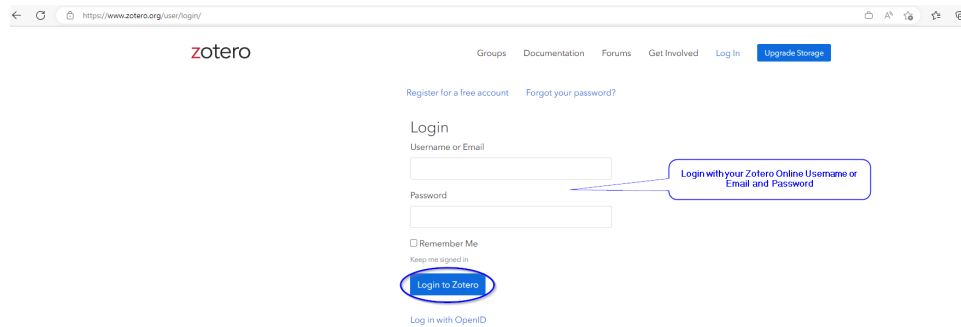 https://www.zotero.org/user/login/
zotero
Groups Documentation Forums Get Involved Log In Upgrade Storage
Register for a free account Forgot your password?
Login
Username or Email
Login with your Zotero Online Username or
Email and Password
Password
Remember Me
Keep me signed in
Login to Zotero
Log in with OpenID